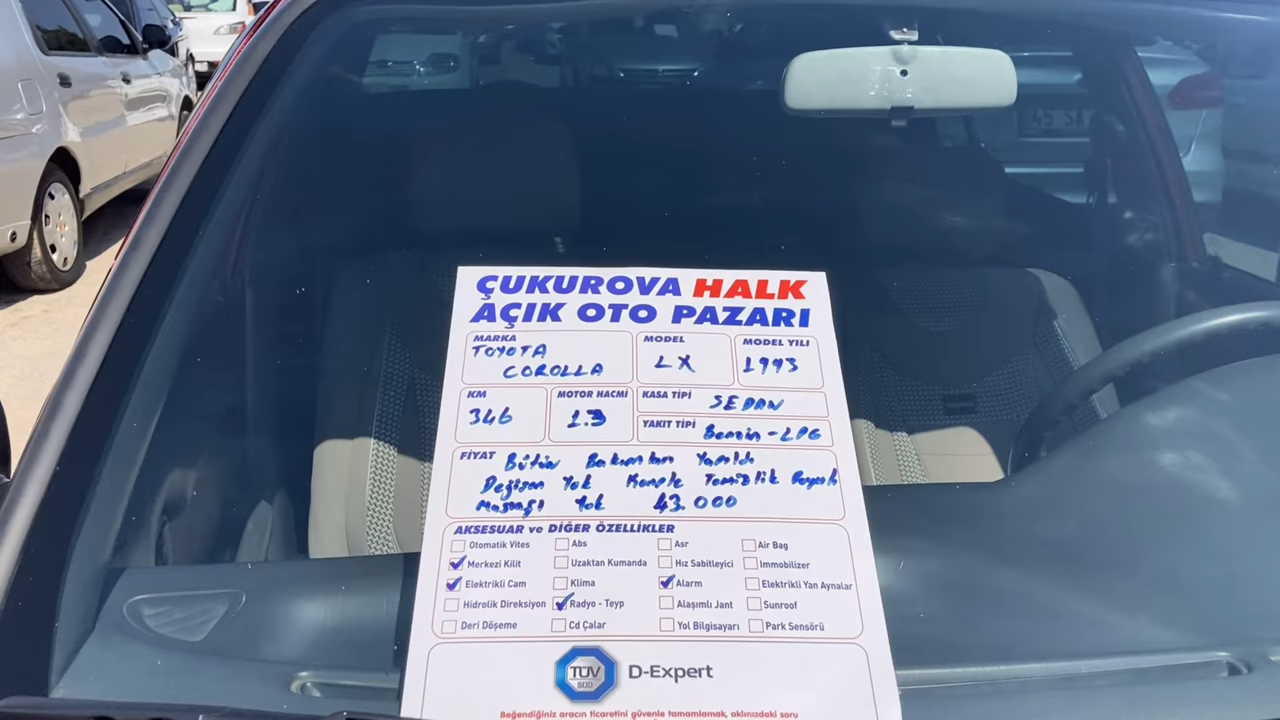 ÇUKUROVA HALK
AÇIK OTO PAZARI
MARKA
TOYOTA
COROLLA
MODEL
LX
MODEL YILI
1993
KM
346
MOTOR HACMİ
1.3
KASA TİPİ
SEDAN
YAKIT TİPİ
Benzin-LPG
FİYAT
Bütün Bakımları Yapıldı
Değişen Yok Komple Temizlik Boyalı
Masrafı Yok 43.000
AKSESUAR ve DİĞER ÖZELLİKLER
Otomatik Vites Abs Asr Air Bag
Merkezi Kilit Uzaktan Kumanda Hız Sabitleyici Immobilizer
Elektrikli Cam Klima Alarm Elektrikli Yan Aynalar
Hidrolik Direksiyon Radyo - Teyp Alaşımlı Jant Sunroof
Deri Döşeme Cd Çalar Yol Bilgisayarı Park Sensörü
TÜV
SÜD
D-Expert
Beğendiğiniz aracın ticaretini güvenle tamamlamak, aklınızdaki soru